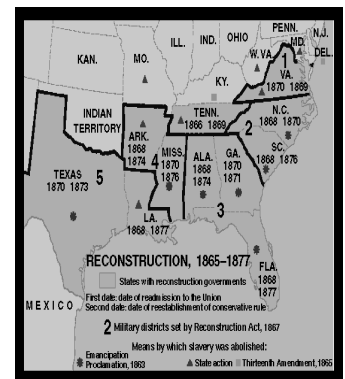 PENN.
N.J.
ILL.
IND.
OHIO
MD.
DEL.
KAN.
MO.
W.VA.
1
VA.
1870 1869
KY.
INDIAN
TERRITORY
TENN.
1866 1869
N.C.
1868 1870
2
ARK.
1868
1874
4
MISS.
1870
1876
ALA.
1868
1874
GA.
1870
1871
SC.
1868 1876
TEXAS
1870 1873
5
LA.
1868 1877
3
FLA.
1868
1877
MEXICO
RECONSTRUCTION, 1865–1877
States with reconstruction governments
First date: date of readmission to the Union
Second date: date of reestablishment of conservative rule
2 Military districts set by Reconstruction Act, 1867
Means by which slavery was abolished:
Emancipation
Proclamation, 1863
State action
Thirteenth Amendment, 1865